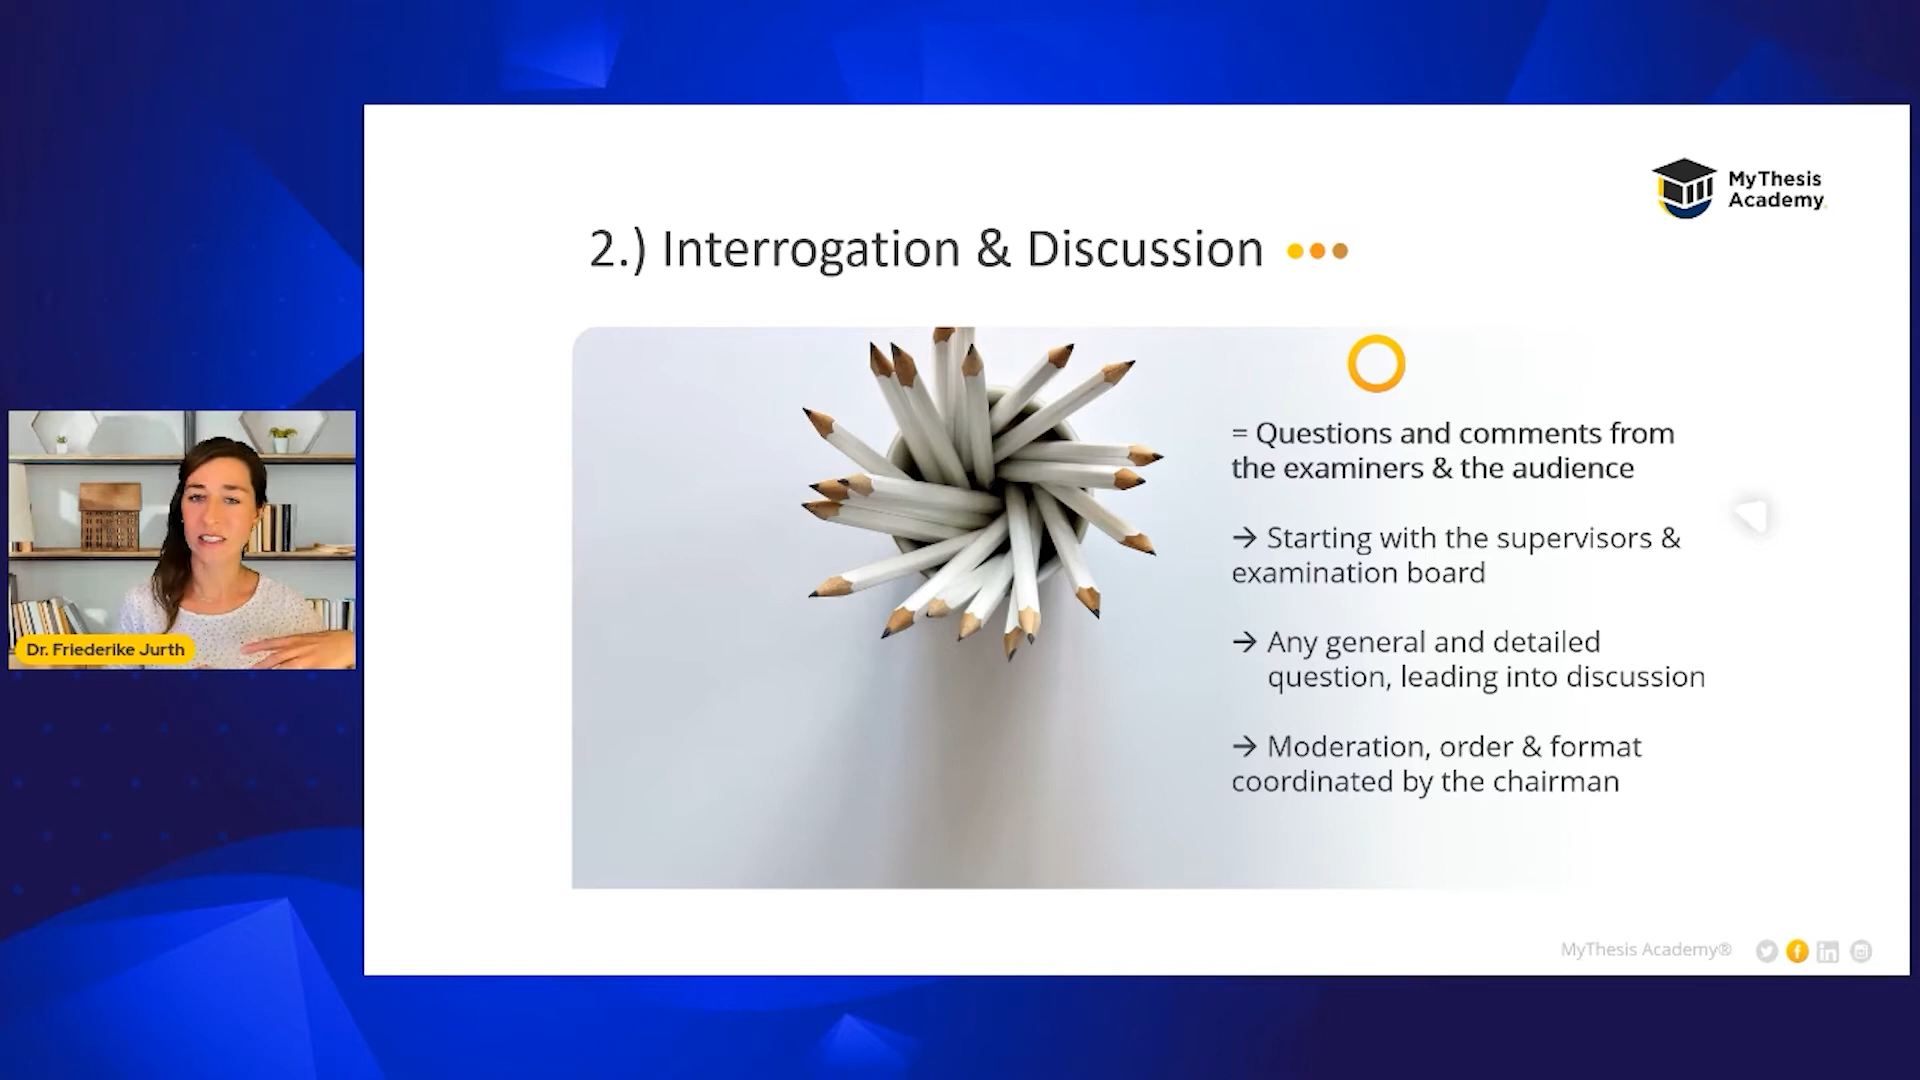 MyThesis
Academy.
2.) Interrogation & Discussion
= Questions and comments from
the examiners & the audience
→ Starting with the supervisors &
examination board
→ Any general and detailed
question, leading into discussion
→ Moderation, order & format
coordinated by the chairman
Dr. Friederike Jurth
MyThesis Academy®